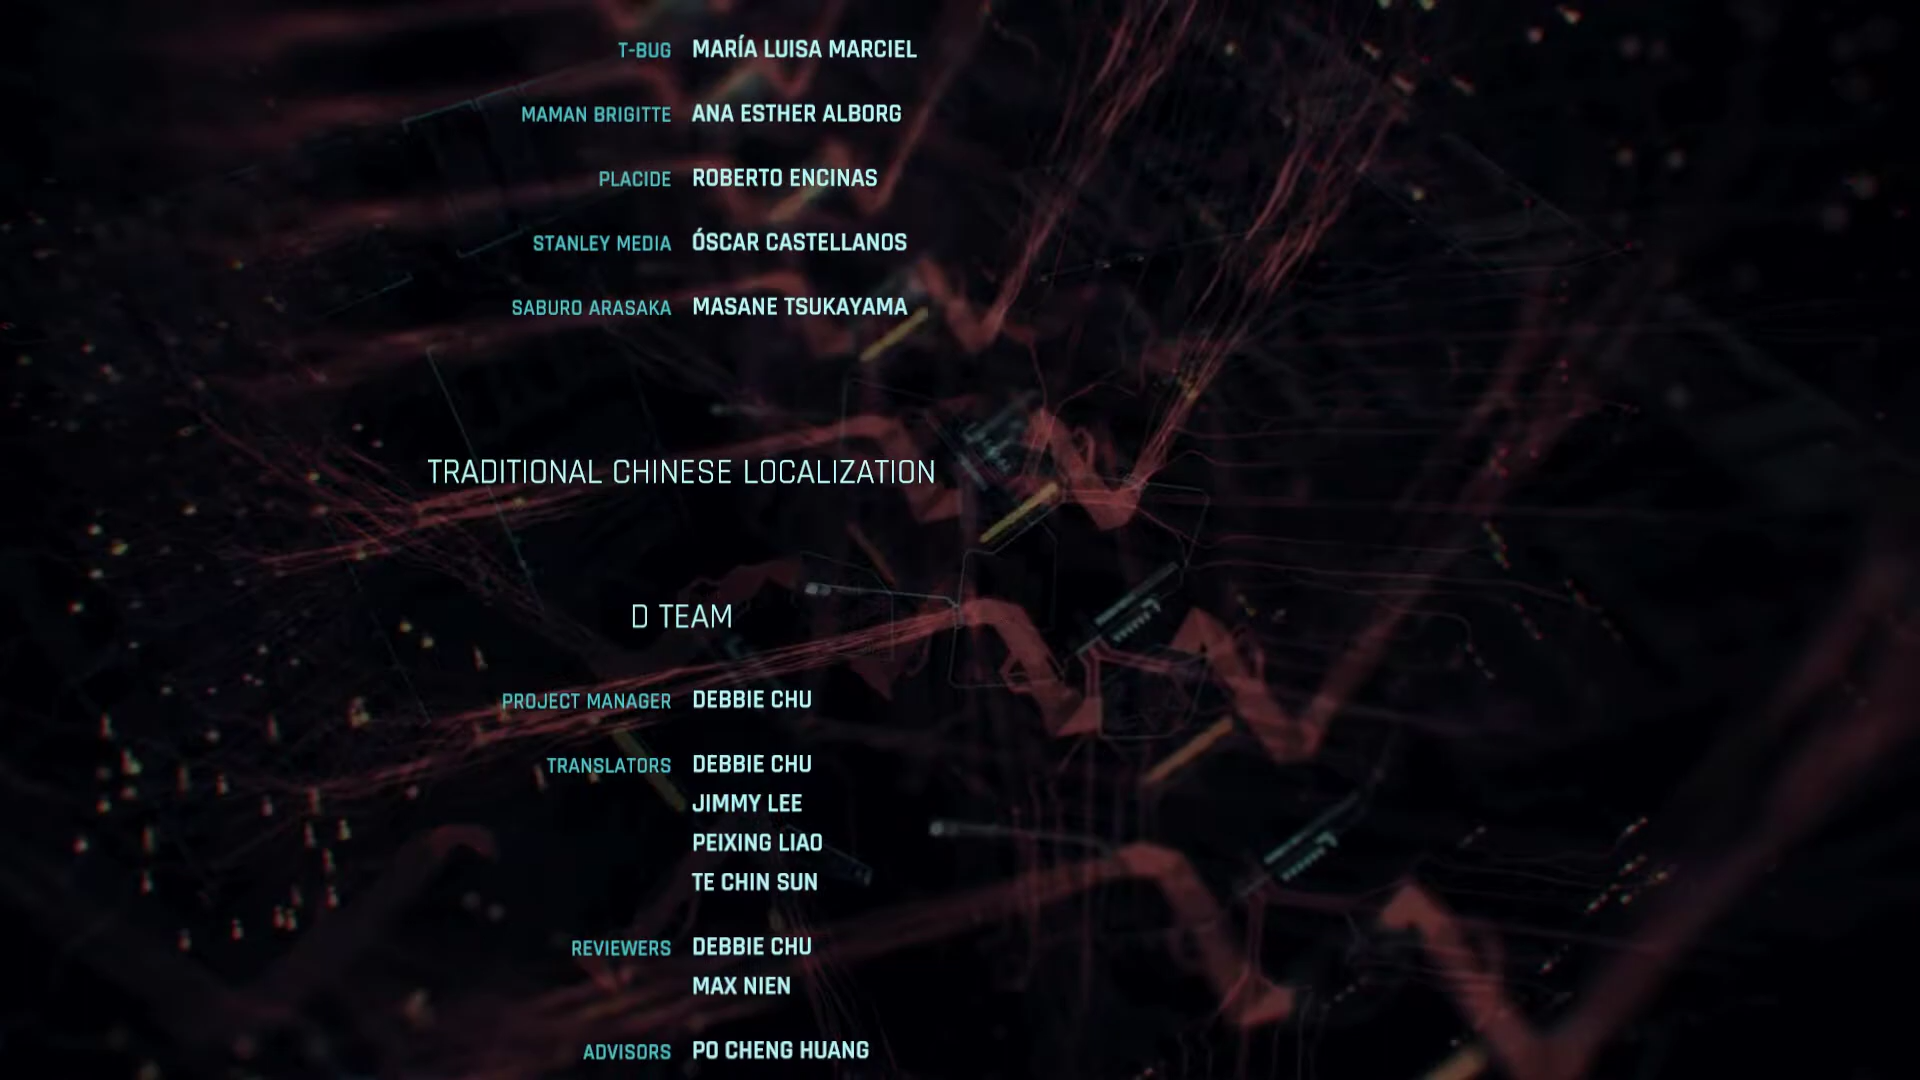 T-BUG MARÍA LUISA MARCIEL
MAMAN BRIGITTE ANA ESTHER ALBORG
PLACIDE ROBERTO ENCINAS
STANLEY MEDIA ÓSCAR CASTELLANOS
SABURO ARASAKA MASANE TSUKAYAMA
TRADITIONAL CHINESE LOCALIZATION
D TEAM
PROJECT MANAGER DEBBIE CHU
TRANSLATORS DEBBIE CHU
JIMMY LEE
PEIXING LIAO
TE CHIN SUN
REVIEWERS DEBBIE CHU
MAX NIEN
ADVISORS PO CHENG HUANG